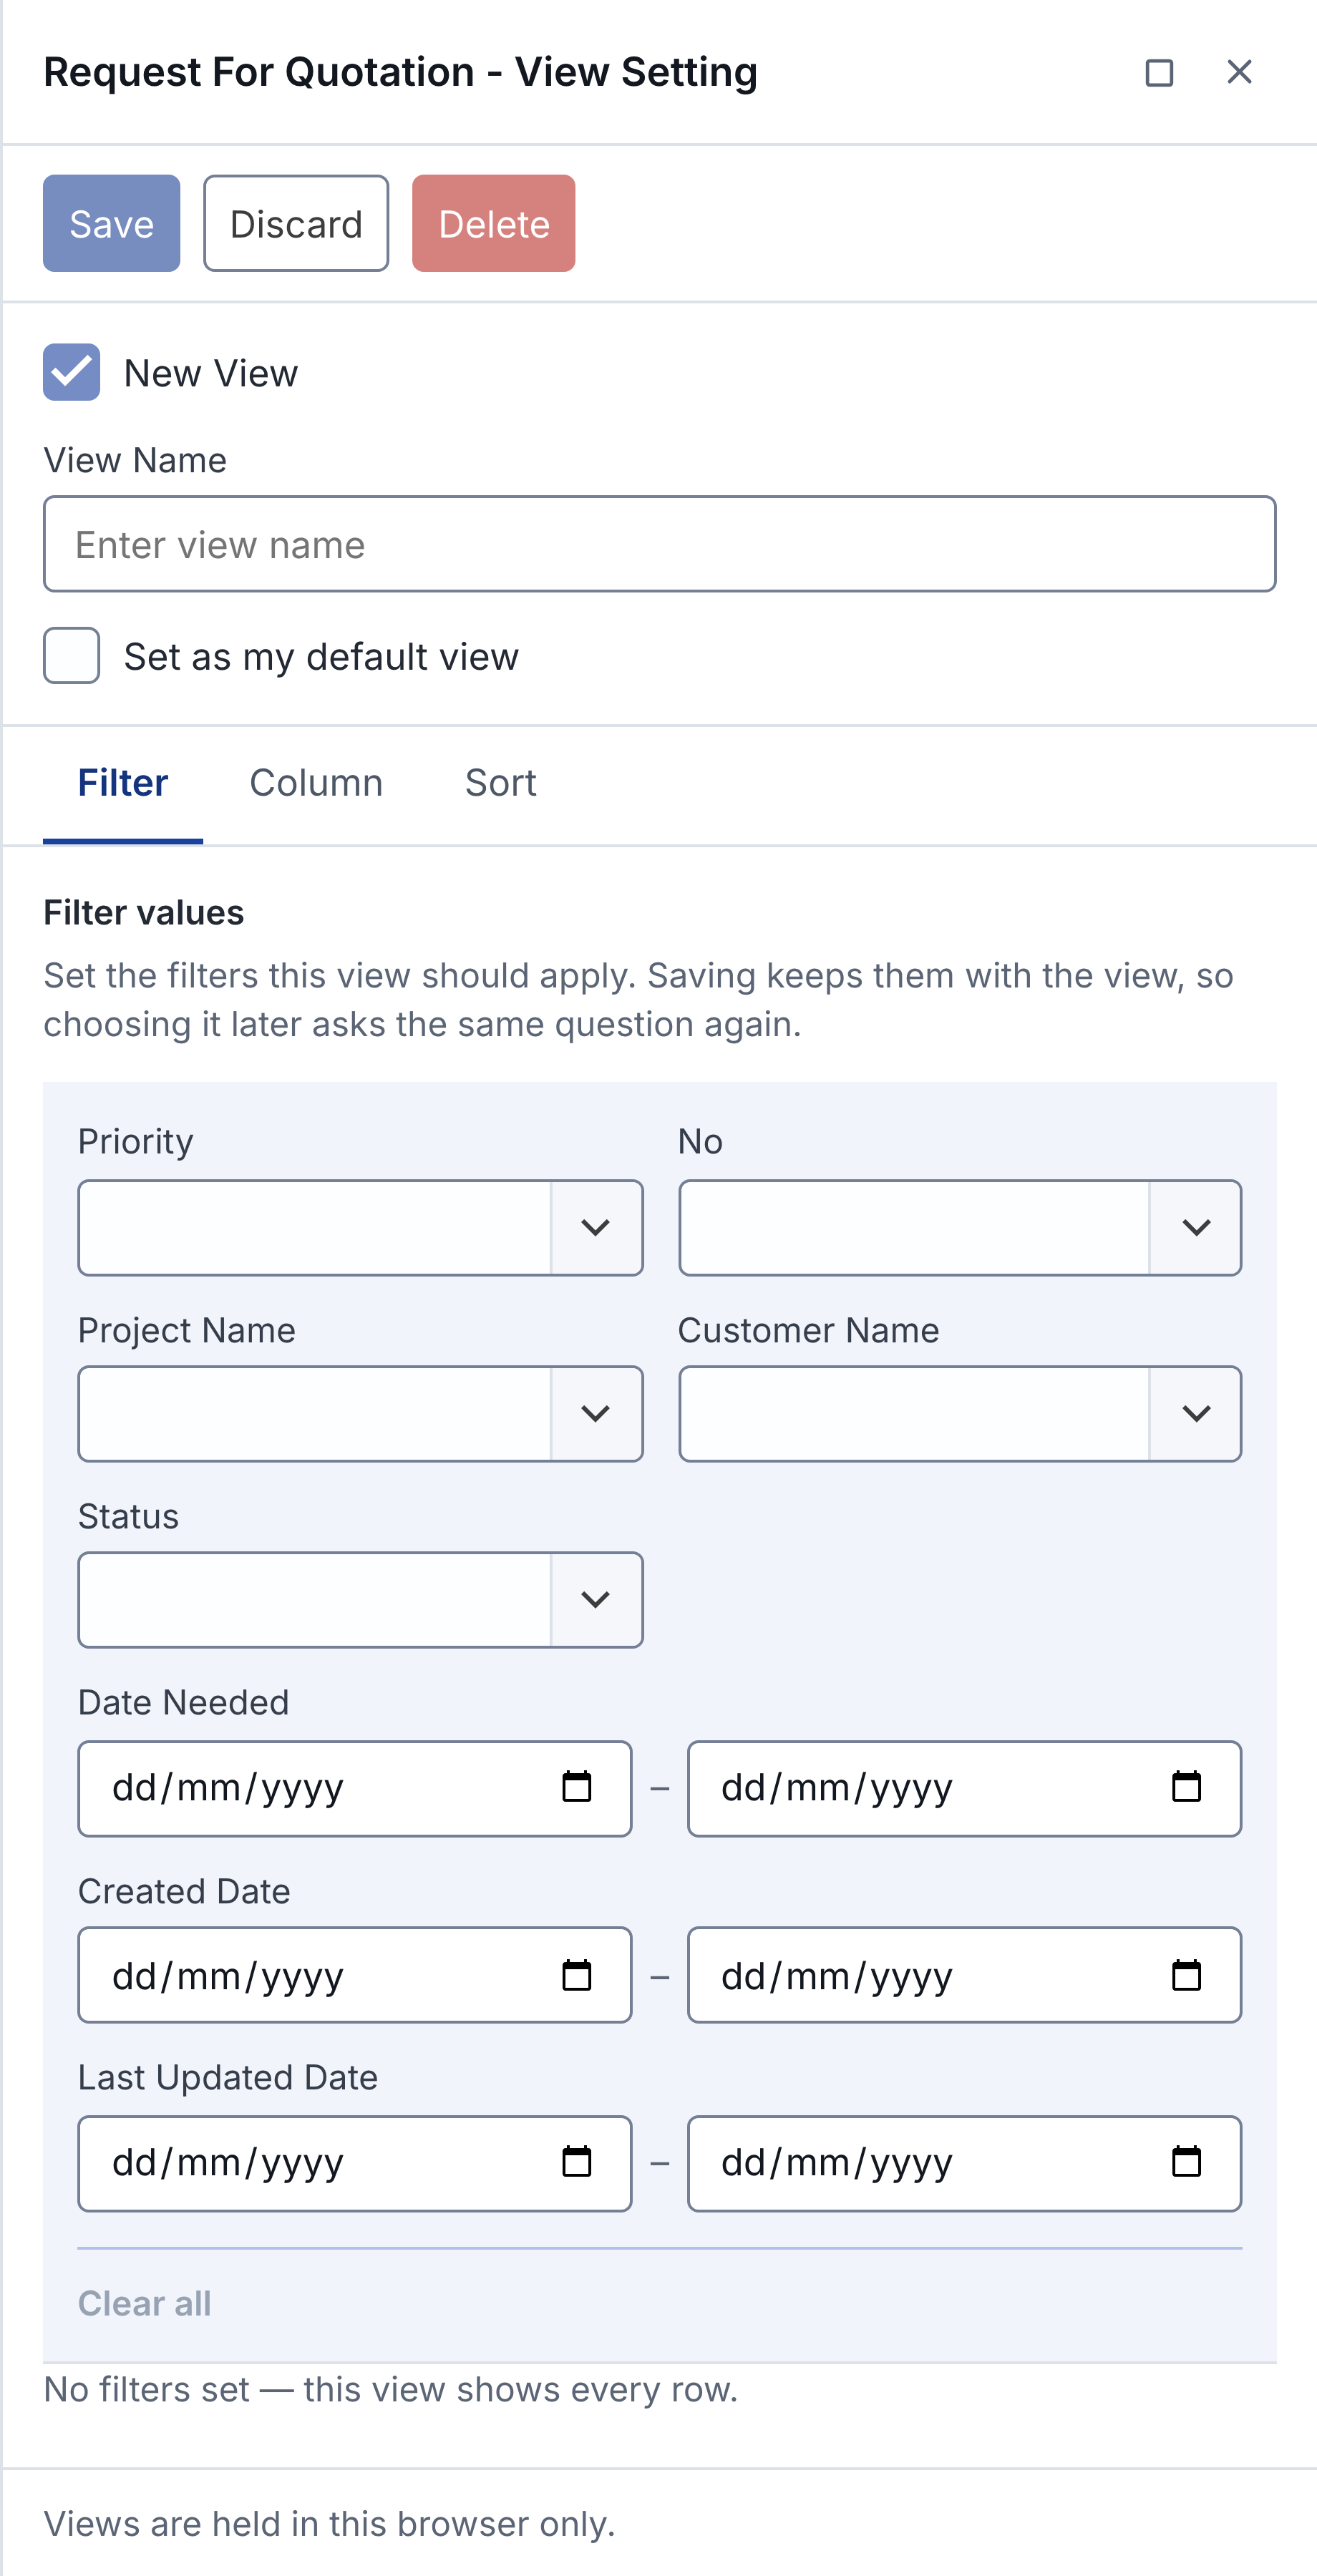 Request For Quotation - View Setting
Save Discard Delete
New View
View Name
Enter view name
Set as my default view
Filter Column Sort
Filter values
Set the filters this view should apply. Saving keeps them with the view, so
choosing it later asks the same question again.
Priority No
Project Name Customer Name
Status
Date Needed
dd/mm/yyyy – dd/mm/yyyy
Created Date
dd/mm/yyyy – dd/mm/yyyy
Last Updated Date
dd/mm/yyyy – dd/mm/yyyy
Clear all
No filters set — this view shows every row.
Views are held in this browser only.